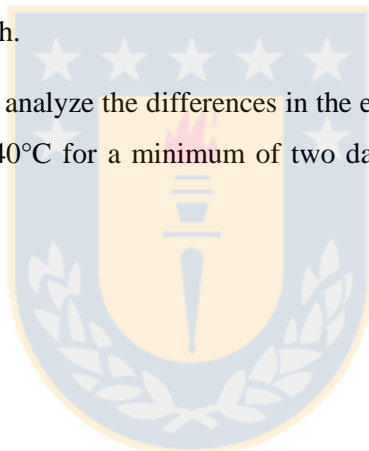 h.
analyze the differences in the e
40°C for a minimum of two da